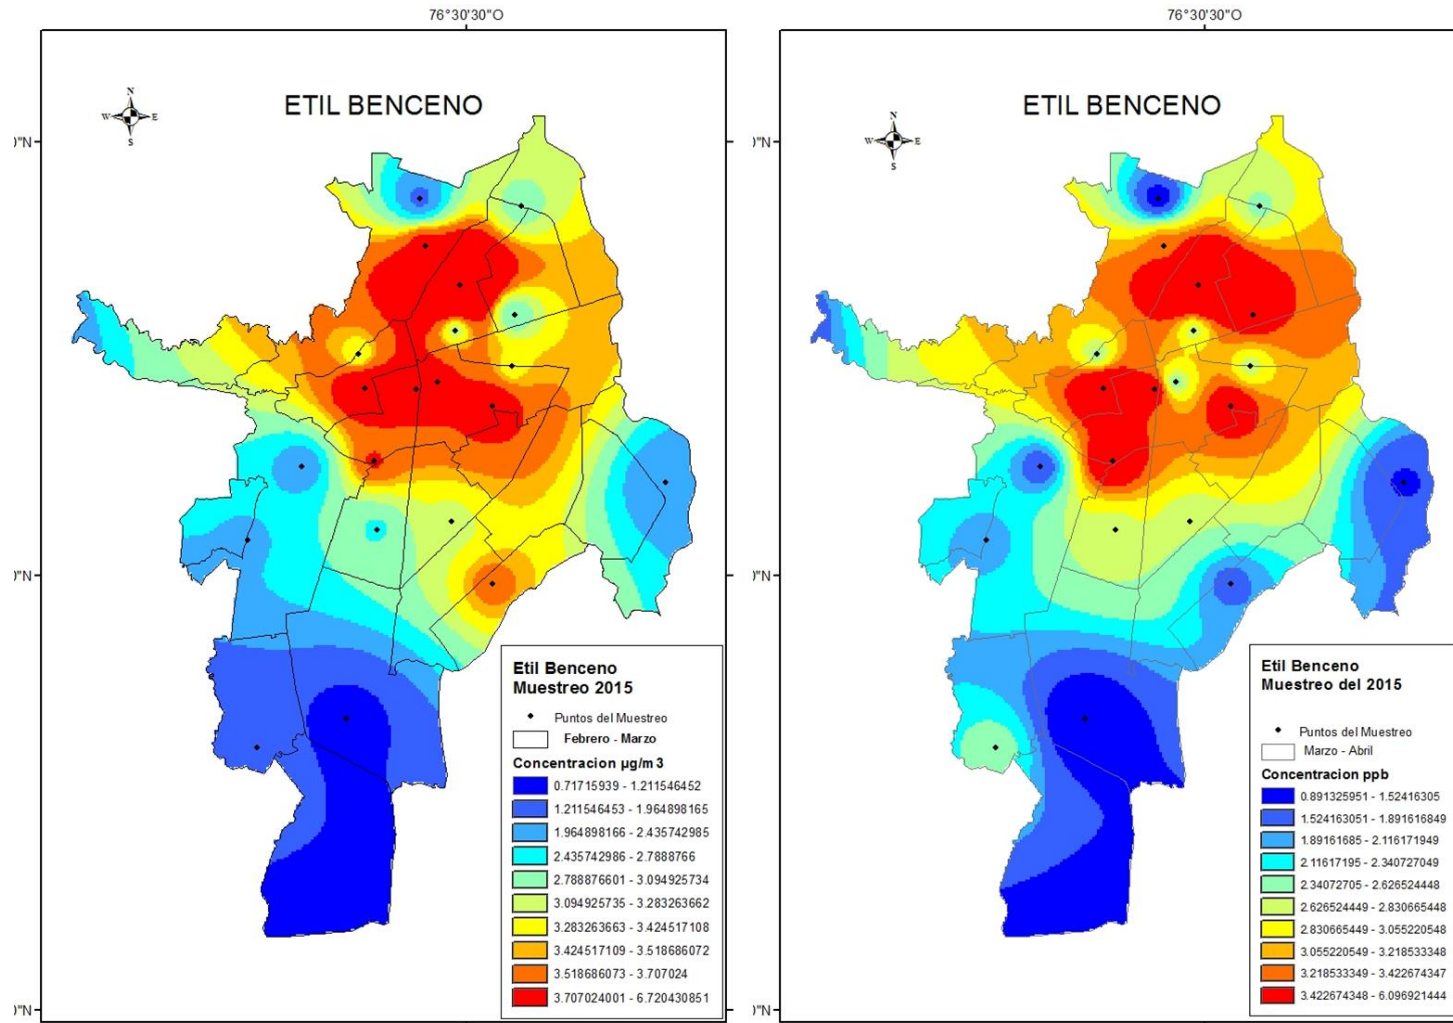 76°30'30"O
ETIL BENCENO
N
W E
S
0"N
0"N
0"N
Etil Benceno
Muestreo 2015
Puntos del Muestreo
Febrero - Marzo
Concentracion µg/m 3
0.71715939 - 1.211546452
1.211546453 - 1.964898165
1.964898166 - 2.435742985
2.435742986 - 2.7888766
2.788876601 - 3.094925734
3.094925735 - 3.283263662
3.283263663 - 3.424517108
3.424517109 - 3.518686072
3.518686073 - 3.707024
3.707024001 - 6.720430851
76°30'30"O
ETIL BENCENO
N
W E
S
)"N
)"N
)"N
Etil Benceno
Muestreo del 2015
Puntos del Muestreo
Marzo - Abril
Concentracion ppb
0.891325951 - 1.52416305
1.524163051 - 1.891616849
1.89161685 - 2.116171949
2.11617195 - 2.340727049
2.34072705 - 2.626524448
2.626524449 - 2.830665448
2.830665449 - 3.055220548
3.055220549 - 3.218533348
3.218533349 - 3.422674347
3.422674348 - 6.096921444